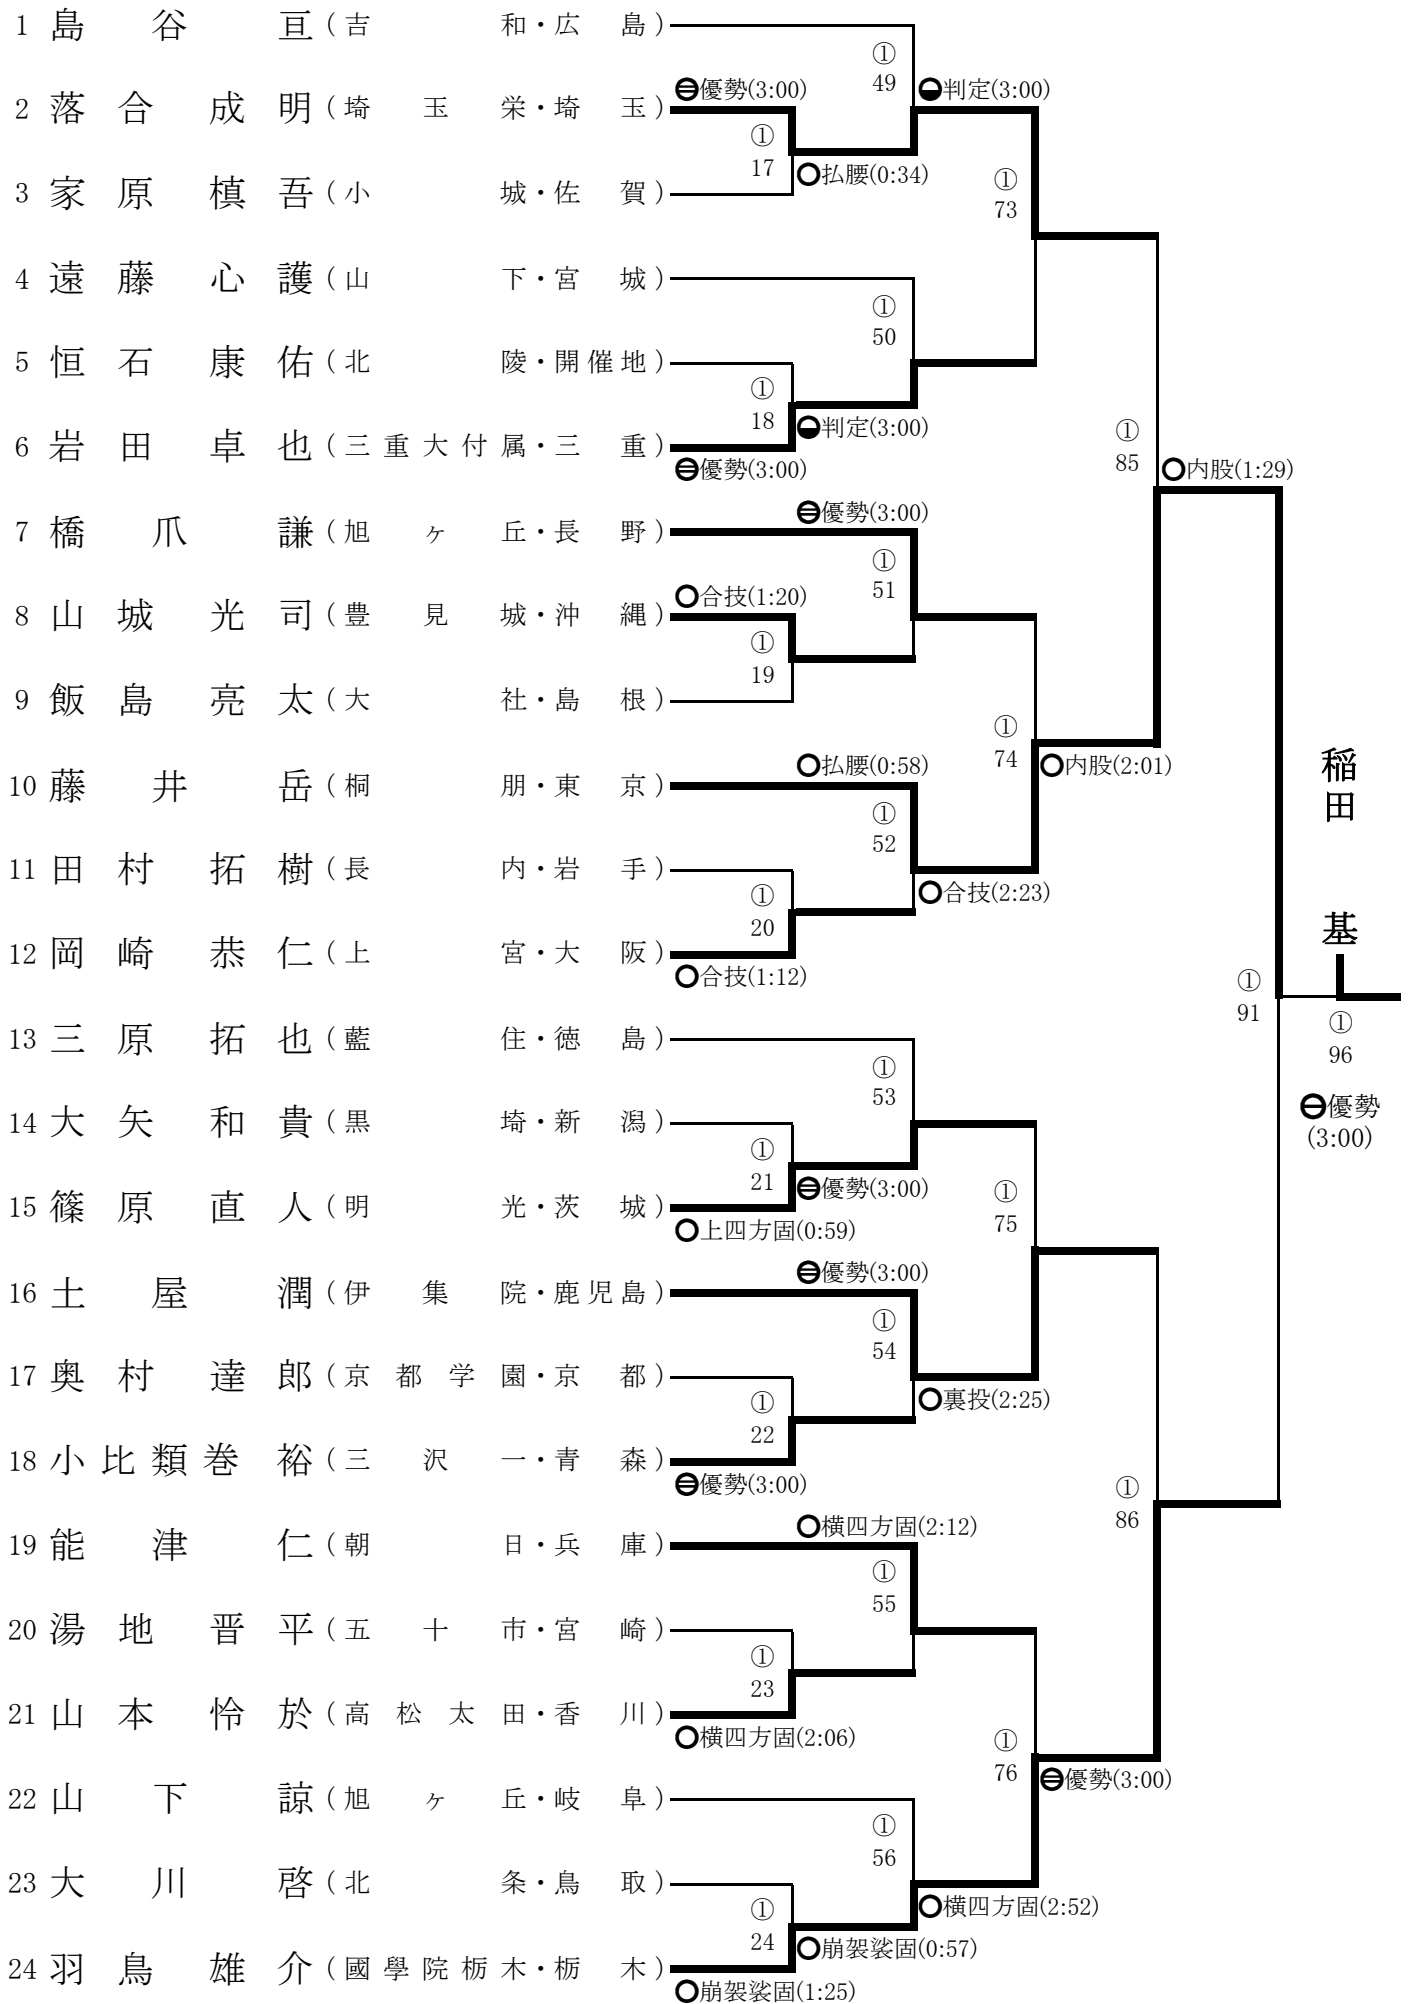 1 島谷亘（吉和・広島）
① 49
優勢(3:00)
判定(3:00)
2 落合成明（埼玉栄・埼玉）
① 17
払腰(0:34)
3 家原槙吾（小城・佐賀）
① 73
4 遠藤心護（山下・宮城）
① 50
5 恒石康佑（北陵・開催地）
① 18
判定(3:00)
6 岩田卓也（三重大付属・三重）
優勢(3:00)
① 85
内股(1:29)
優勢(3:00)
7 橋爪謙（旭ヶ丘・長野）
① 51
合技(1:20)
8 山城光司（豊見城・沖縄）
① 19
9 飯島亮太（大社・島根）
① 74
内股(2:01)
払腰(0:58)
10 藤井岳（桐朋・東京）
① 52
11 田村拓樹（長内・岩手）
合技(2:23)
① 20
12 岡崎恭仁（上宮・大阪）
合技(1:12)
稲田基
① 91
① 96
優勢
(3:00)
13 三原拓也（藍住・徳島）
① 53
14 大矢和貴（黒埼・新潟）
① 21
優勢(3:00)
15 篠原直人（明光・茨城）
上四方固(0:59)
① 75
優勢(3:00)
16 土屋潤（伊集院・鹿児島）
① 54
17 奥村達郎（京都学園・京都）
裏投(2:25)
① 22
18 小比類巻裕（三沢一・青森）
優勢(3:00)
① 86
横四方固(2:12)
19 能津仁（朝日・兵庫）
① 55
20 湯地晋平（五十市・宮崎）
① 23
21 山本怜於（高松太田・香川）
横四方固(2:06)
① 76
優勢(3:00)
22 山下諒（旭ヶ丘・岐阜）
① 56
23 大川啓（北条・鳥取）
横四方固(2:52)
① 24
崩袈裟固(0:57)
24 羽鳥雄介（國學院栃木・栃木）
崩袈裟固(1:25)